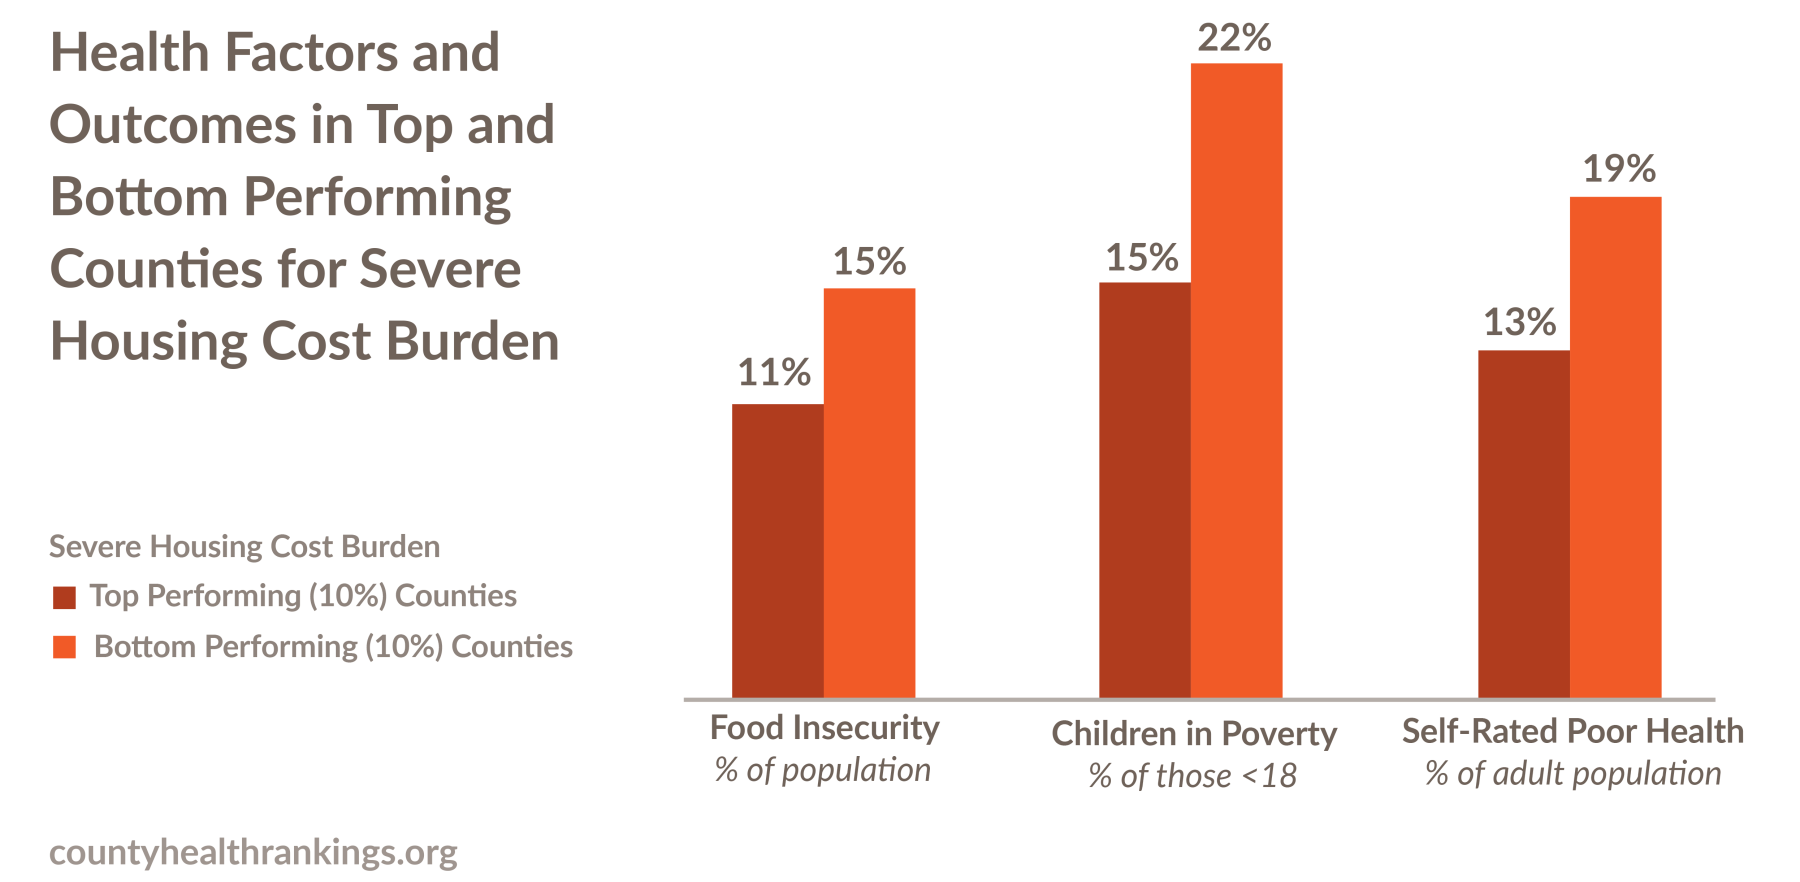 Health Factors and
Outcomes in Top and
Bottom Performing
Counties for Severe
Housing Cost Burden
Severe Housing Cost Burden
Top Performing (10%) Counties
Bottom Performing (10%) Counties
11%
15%
15%
22%
13%
19%
Food Insecurity
% of population
Children in Poverty
% of those <18
Self-Rated Poor Health
% of adult population
countyhealthrankings.org